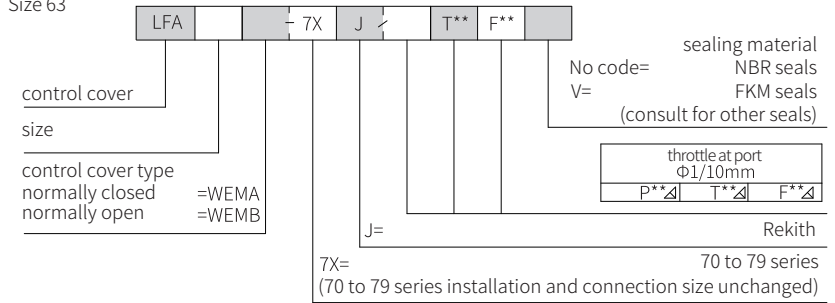 Size 63
LFA - 7X J / T** F**
sealing material
No code= NBR seals
V= FKM seals
(consult for other seals)
control cover
size
throttle at port
Φ1/10mm
P**⊿ T**⊿ F**⊿
control cover type
normally closed =WEMA
normally open =WEMB
J= Rekith
7X= 70 to 79 series
(70 to 79 series installation and connection size unchanged)